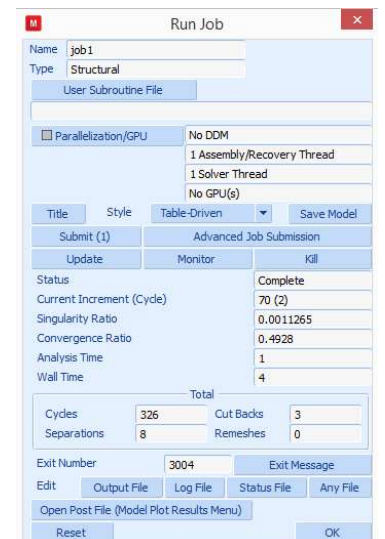 M Run Job ×
Name job1
Type Structural
User Subroutine File
Parallelization/GPU No DDM
1 Assembly/Recovery Thread
1 Solver Thread
No GPU(s)
Title Style Table-Driven Save Model
Submit (1) Advanced Job Submission
Update Monitor Kill
Status Complete
Current Increment (Cycle) 70 (2)
Singularity Ratio 0.0011265
Convergence Ratio 0.4928
Analysis Time 1
Wall Time 4
Total
Cycles 326 Cut Backs 3
Separations 8 Remeshes 0
Exit Number 3004 Exit Message
Edit Output File Log File Status File Any File
Open Post File (Model Plot Results Menu)
Reset OK